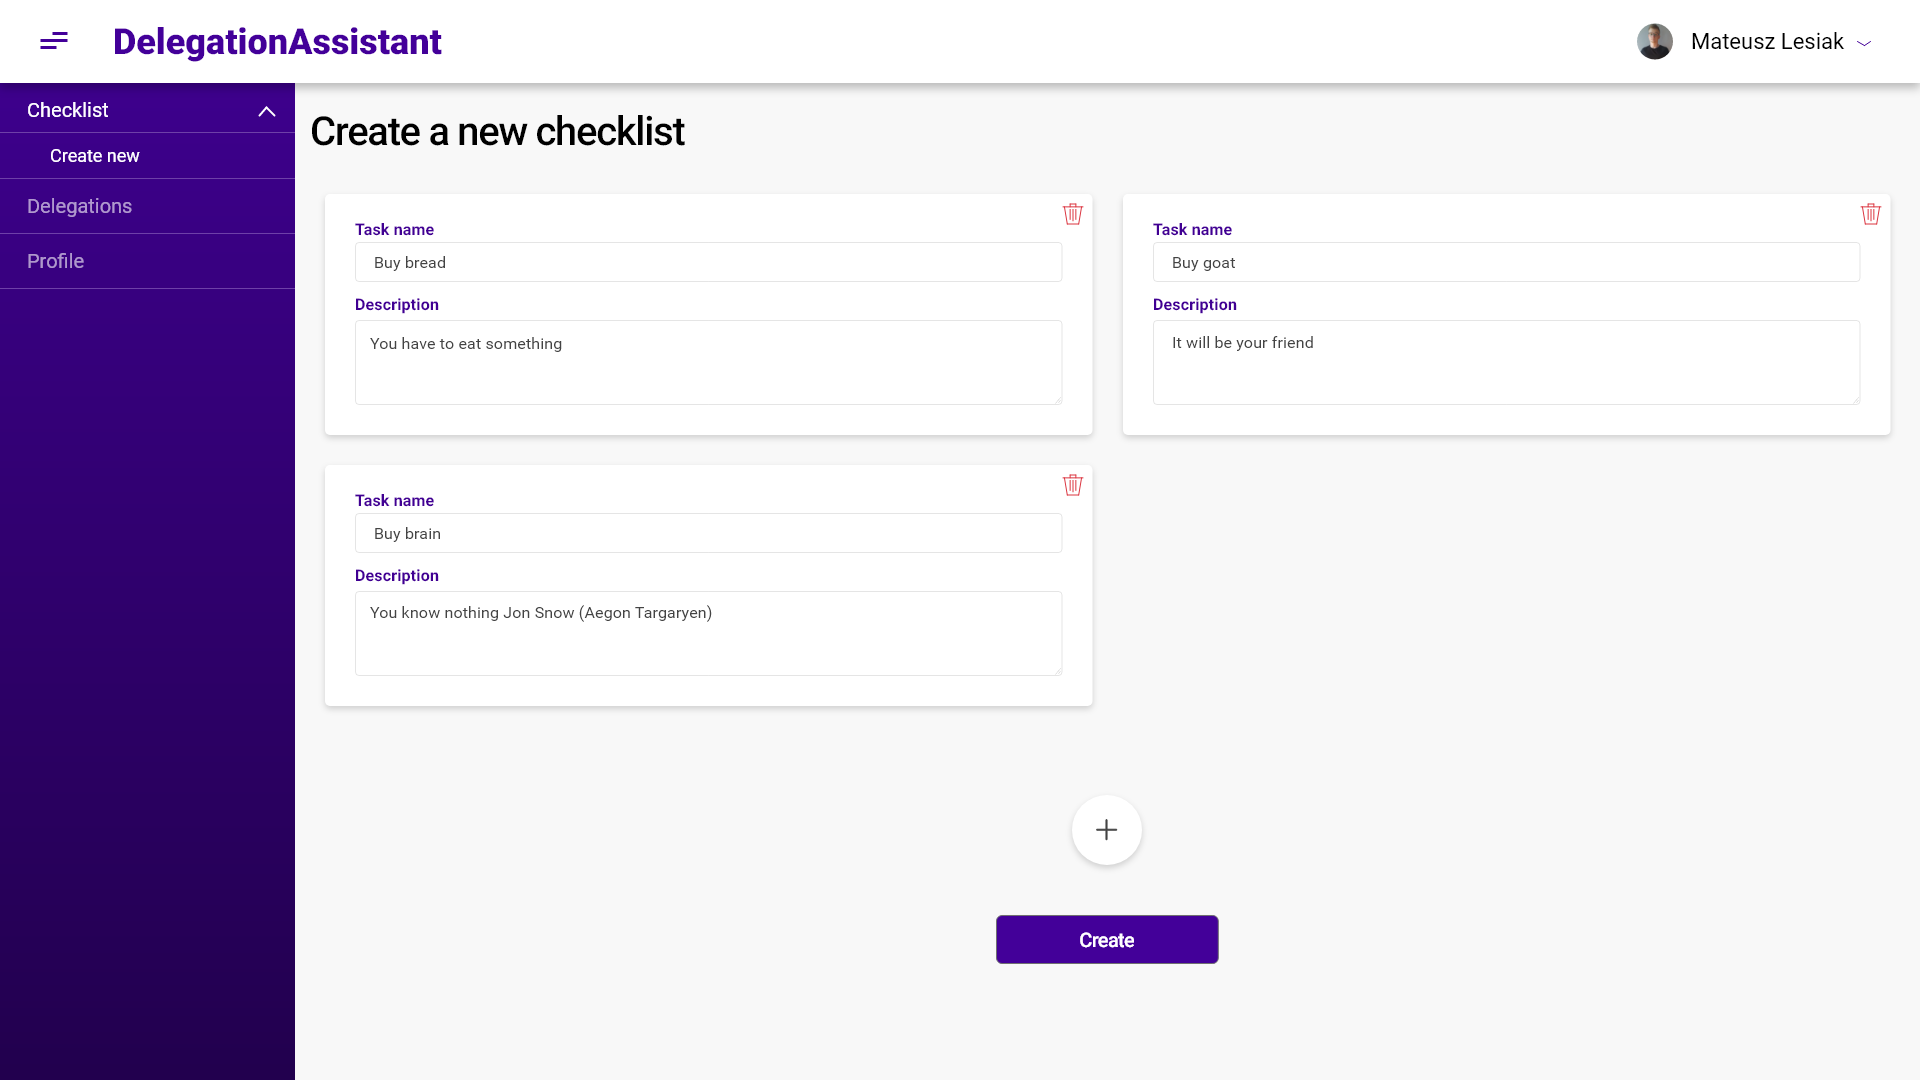 DelegationAssistant
Mateusz Lesiak
Checklist
Create new
Delegations
Profile
Create a new checklist
Task name
Buy bread
Description
You have to eat something
Task name
Buy goat
Description
It will be your friend
Task name
Buy brain
Description
You know nothing Jon Snow (Aegon Targaryen)
Create